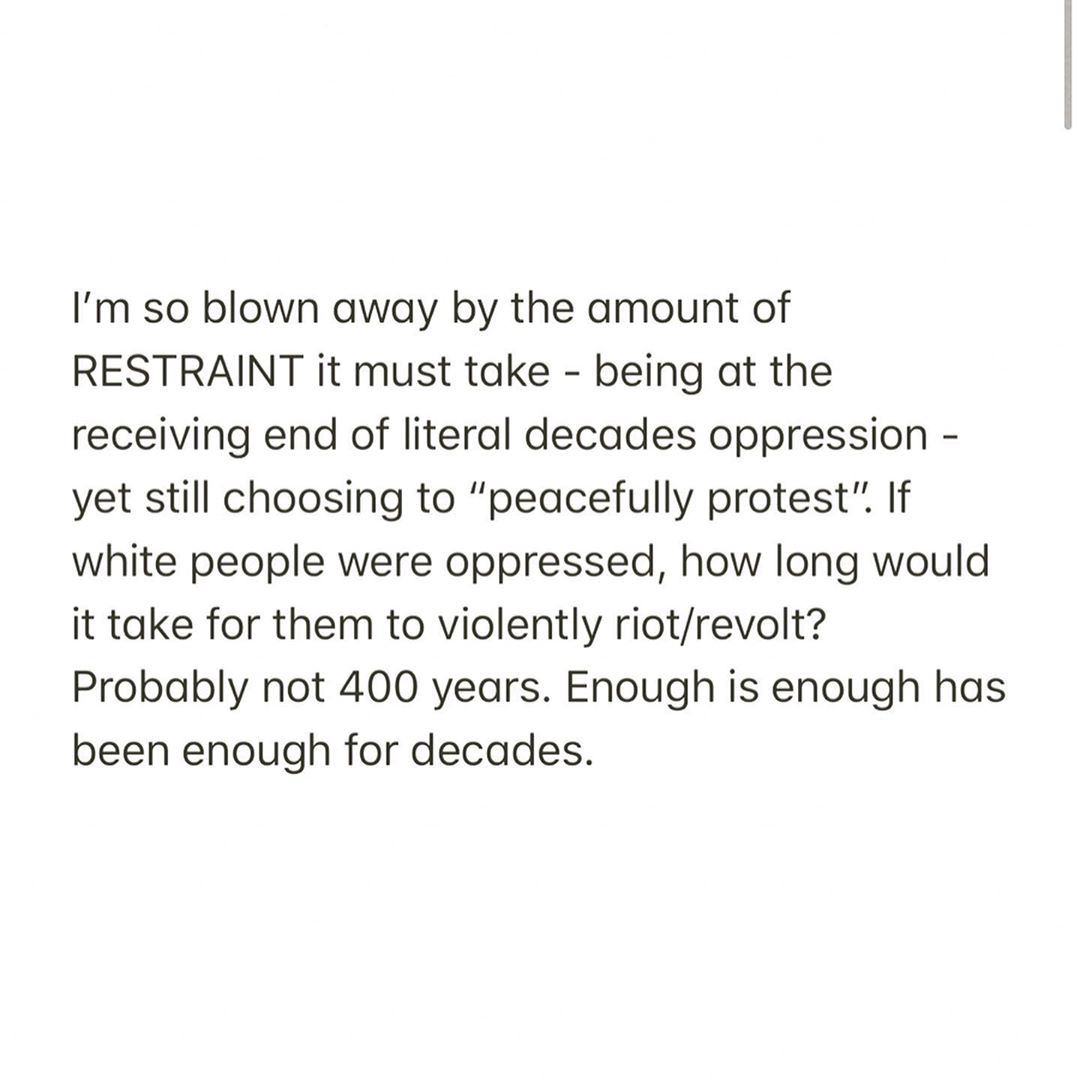 I'm so blown away by the amount of
RESTRAINT it must take - being at the
receiving end of literal decades oppression -
yet still choosing to “peacefully protest”. If
white people were oppressed, how long would
it take for them to violently riot/revolt?
Probably not 400 years. Enough is enough has
been enough for decades.